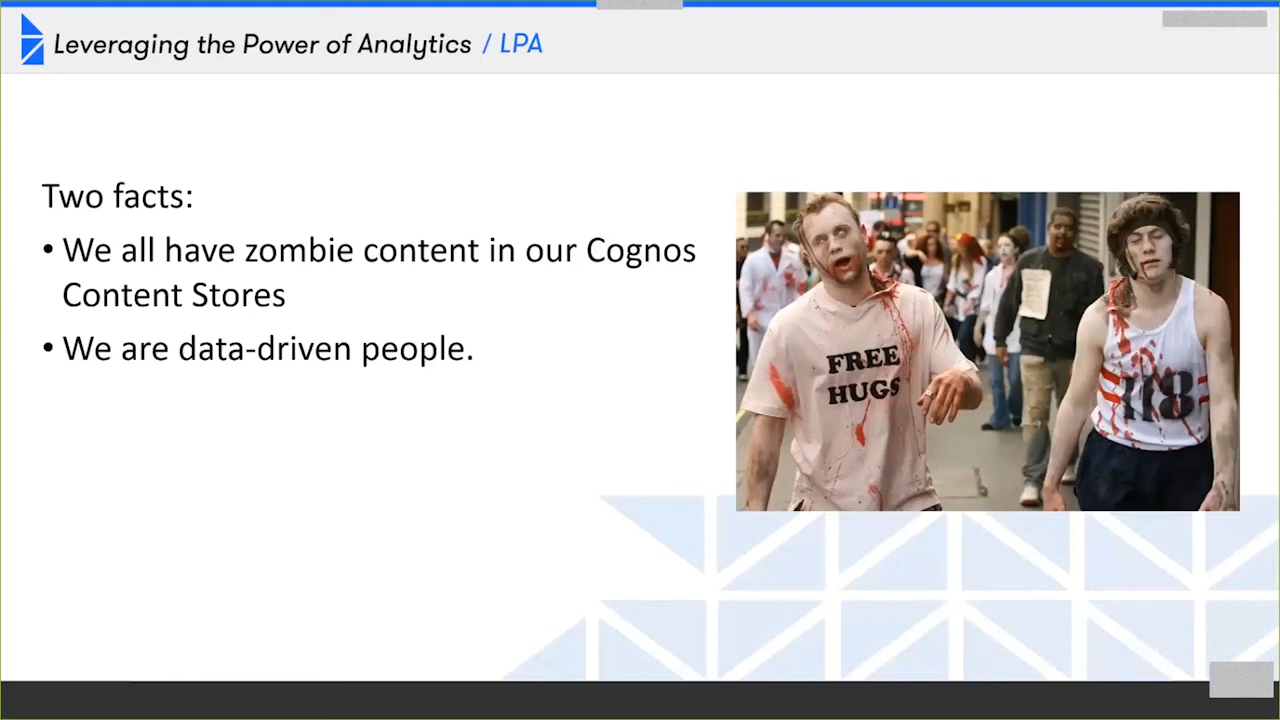 Leveraging the Power of Analytics / LPA
Two facts:
• We all have zombie content in our Cognos
Content Stores
• We are data-driven people.
FREE
HUGS
118